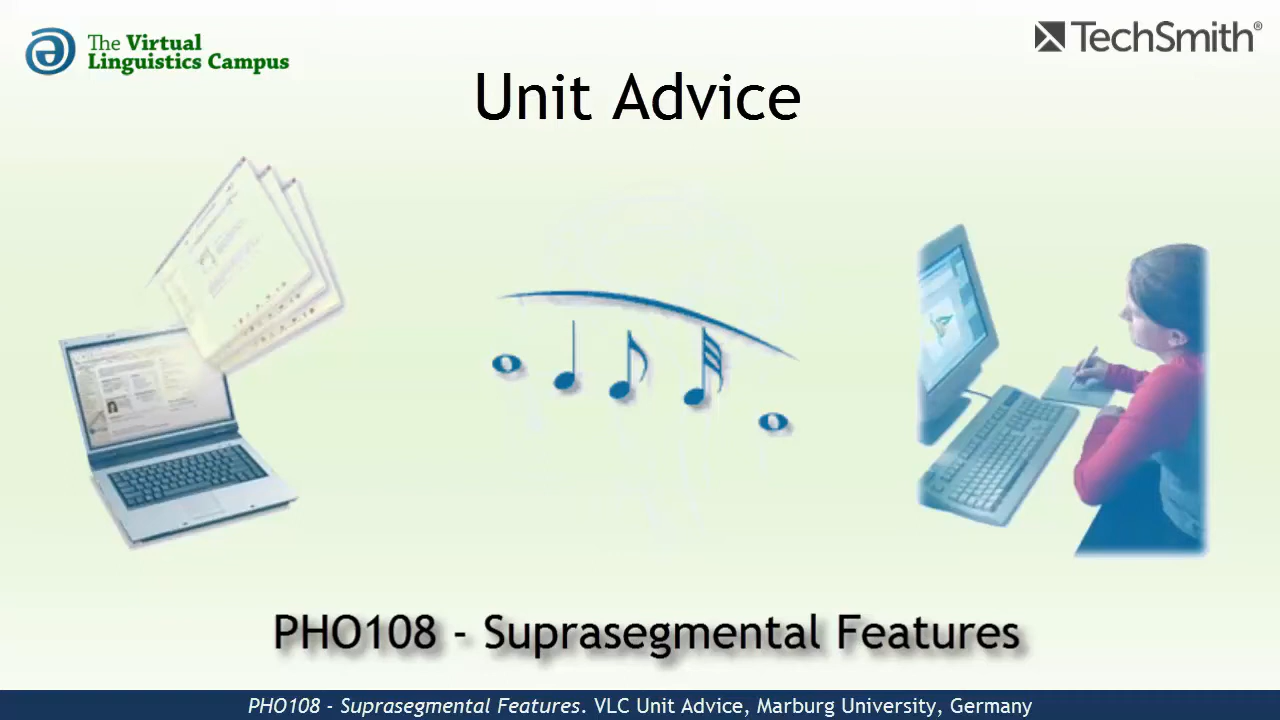 The Virtual
Linguistics Campus
TechSmith®
Unit Advice
PHO108 - Suprasegmental Features
PHO108 - Suprasegmental Features. VLC Unit Advice, Marburg University, Germany